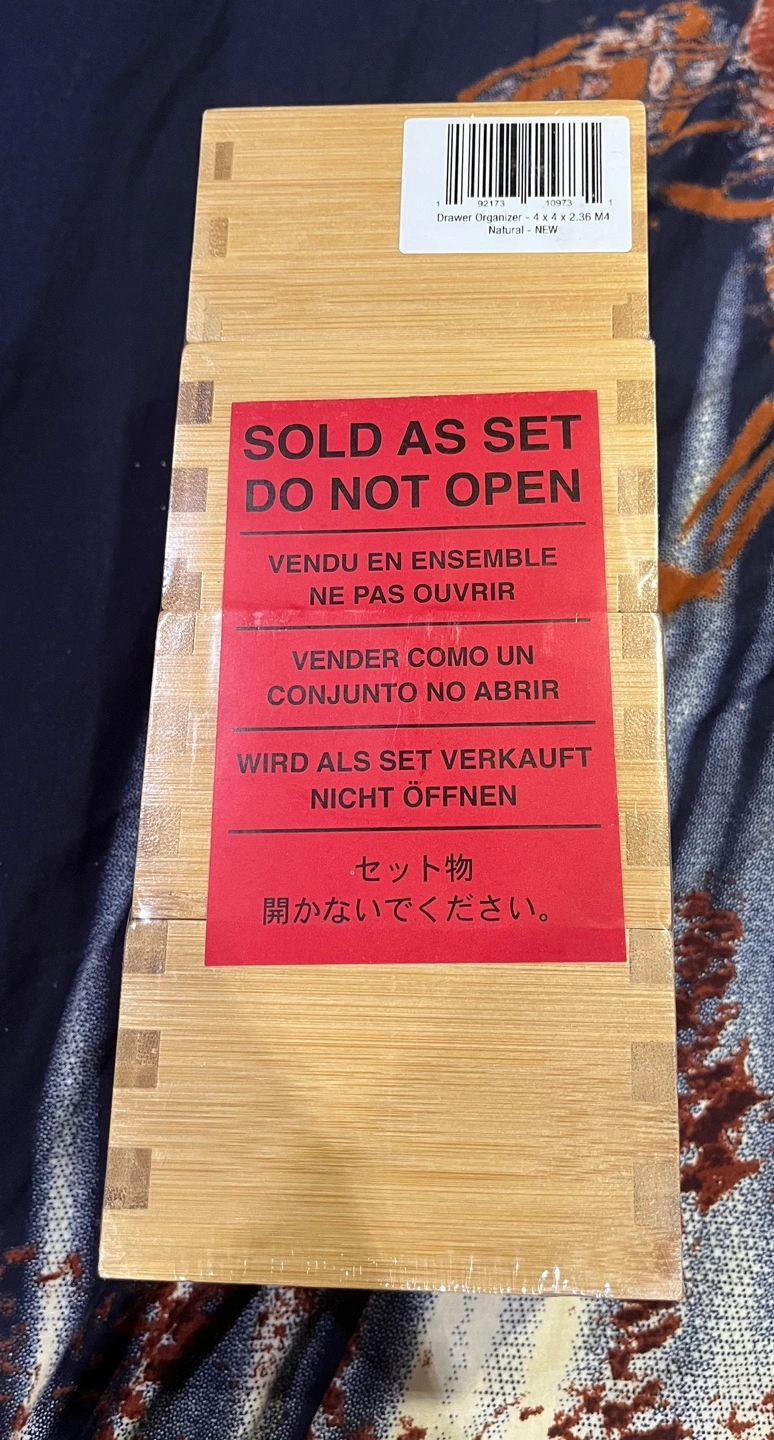 1 92173 10973 1
Drawer Organizer - 4 x 4 x 2.36 M4
Natural - NEW
SOLD AS SET
DO NOT OPEN
VENDU EN ENSEMBLE
NE PAS OUVRIR
VENDER COMO UN
CONJUNTO NO ABRIR
WIRD ALS SET VERKAUFT
NICHT ÖFFNEN
セット物
開かないでください。